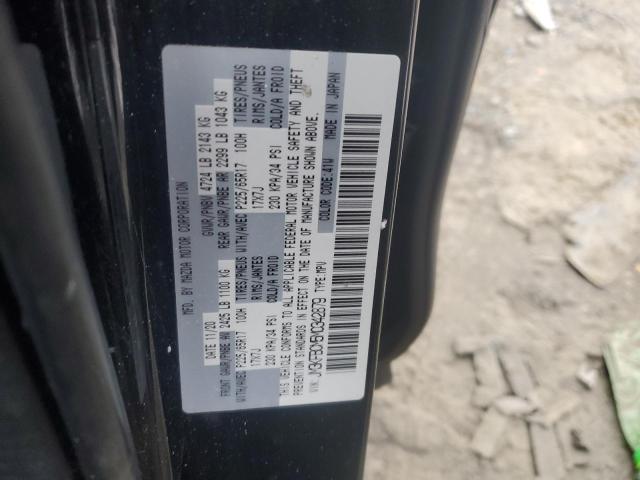 MFD. BY MAZDA MOTOR CORPORATION
DATE 11/20 GVWR/PNBV 4724 LB 2143 KG
FRONT GAWR/PNBE AV 2425 LB 1100 KG REAR GAWR/PNBE AR 2299 LB 1043 KG
WITH/AVEC P225/65R17 100H TIRES/PNEUS WITH/AVEC P225/65R17 100H TIRES/PNEUS
17X7J RIMS/JANTES 17X7J RIMS/JANTES
230 KPA/34 PSI COLD/A FROID 230 KPA/34 PSI COLD/A FROID
THIS VEHICLE CONFORMS TO ALL APPLICABLE FEDERAL MOTOR VEHICLE SAFETY AND THEFT
PREVENTION STANDARDS IN EFFECT ON THE DATE OF MANUFACTURE SHOWN ABOVE.
VIN: TYPE:MPV COLOR CODE:41W MADE IN JAPAN